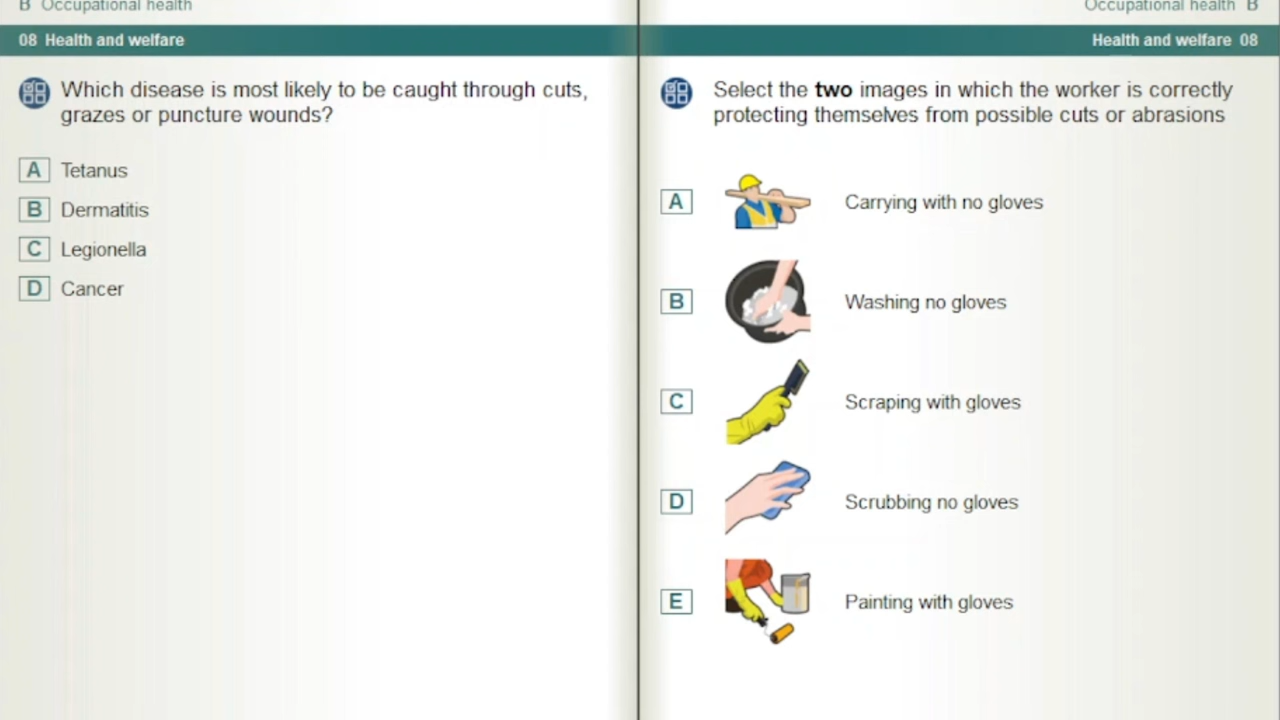 B Occupational health
08 Health and welfare
Which disease is most likely to be caught through cuts,
grazes or puncture wounds?
A Tetanus
B Dermatitis
C Legionella
D Cancer
Occupational health B
Health and welfare 08
Select the two images in which the worker is correctly
protecting themselves from possible cuts or abrasions
A Carrying with no gloves
B Washing no gloves
C Scraping with gloves
D Scrubbing no gloves
E Painting with gloves